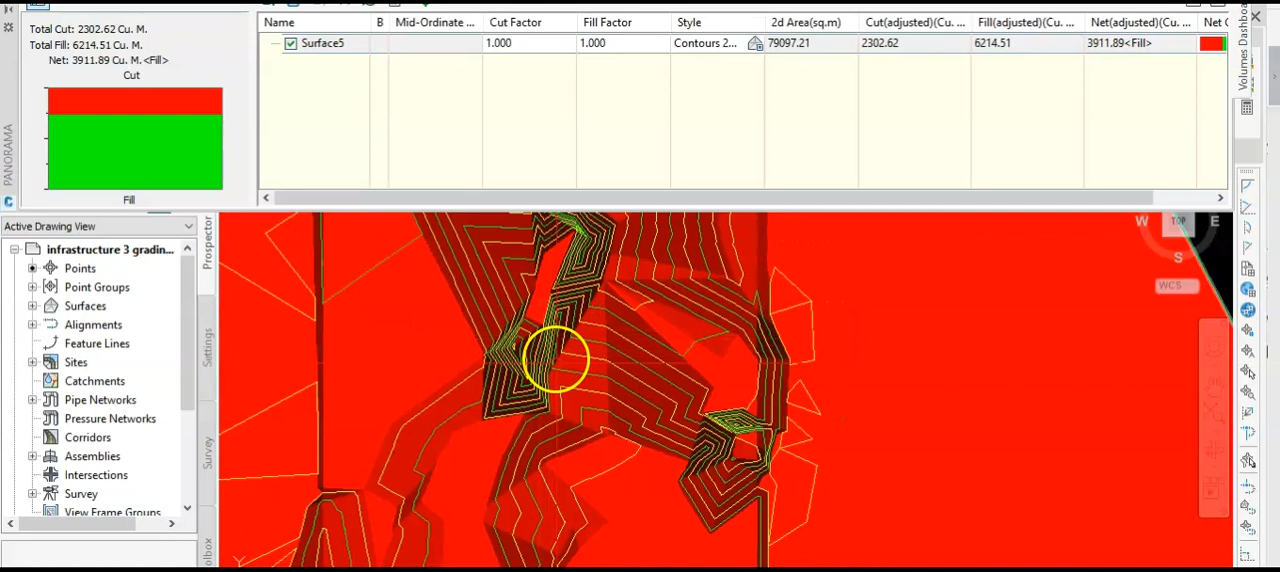 Total Cut: 2302.62 Cu. M.
Total Fill: 6214.51 Cu. M.
Net: 3911.89 Cu. M.<Fill>
Cut
Fill
PANORAMA
Name B Mid-Ordinate ... Cut Factor Fill Factor Style 2d Area(sq.m) Cut(adjusted)(Cu. ... Fill(adjusted)(Cu. ... Net(adjusted)(Cu. ... Net
Surface5 1.000 1.000 Contours 2... 79097.21 2302.62 6214.51 3911.89<Fill>
Volumes Dashboa
Active Drawing View
infrastructure 3 gradin...
Points
Point Groups
Surfaces
Alignments
Feature Lines
Sites
Catchments
Pipe Networks
Pressure Networks
Corridors
Assemblies
Intersections
Survey
View Frame Groups
Prospector
Settings
Survey
olbox
W
TOP
E
S
WCS
Y